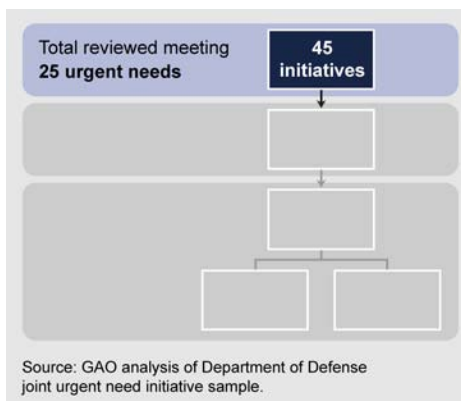 Total reviewed meeting
25 urgent needs
45
initiatives
Source: GAO analysis of Department of Defense
joint urgent need initiative sample.